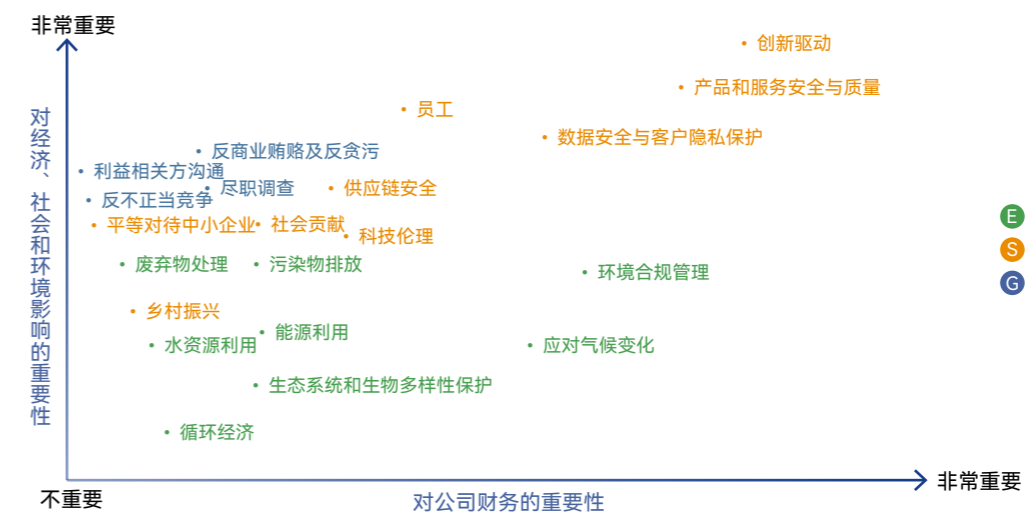 非常重要
• 创新驱动
• 产品和服务安全与质量
• 员工
• 数据安全与客户隐私保护
• 反商业贿赂及反贪污
• 利益相关方沟通
• 尽职调查
• 供应链安全
• 反不正当竞争
• 平等对待中小企业
• 社会贡献
• 科技伦理
• 废弃物处理
• 污染物排放
• 环境合规管理
• 乡村振兴
• 能源利用
• 水资源利用
• 应对气候变化
• 生态系统和生物多样性保护
• 循环经济
对经济、社会和环境影响的重要性
E
S
G
不重要
对公司财务的重要性
非常重要